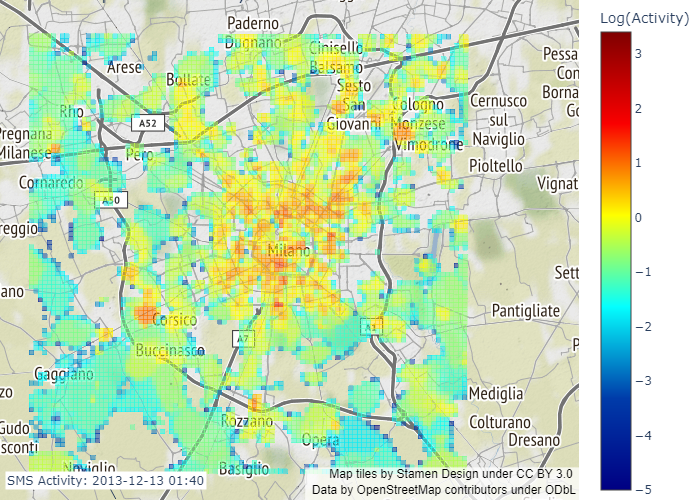 Paderno
Dugnano
Cinisello
Balsamo
Log(Activity)
Arese
Bollate
Sesto
San
Giovanni
Pessa
Con
Borna
Go
Rho
A52
Cologno
Monzese
Cernusco
sul
Naviglio
Pregnana
Milanese
Pero
Vimodrone
Pioltello
Cornaredo
A50
Vignat
reggio
Milano
Sett
ano
Corsico
Pantigliate
A7
A1
Buccinasco
P
Gaggiano
zo
Mediglia
Gudo
sconti
Rozzano
Opera
Colturano
Dresano
Noviglio
Basiglio
SMS Activity: 2013-12-13 01:40
Map tiles by Stamen Design under CC BY 3.0
Data by OpenStreetMap contributors under ODbL
3
2
1
0
−1
−2
−3
−4
−5